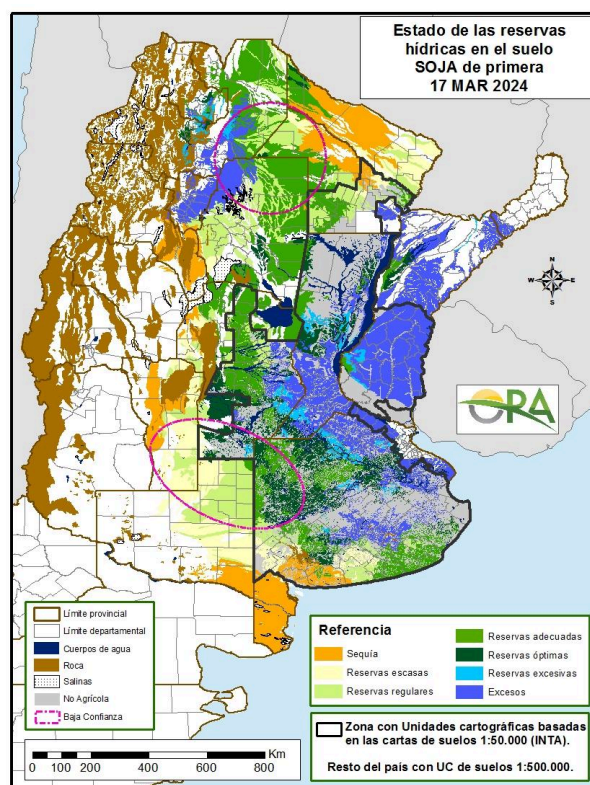 Estado de las reservas
hídricas en el suelo
SOJA de primera
17 MAR 2024
N
W E
S
ORA
Límite provincial
Límite departamental
Cuerpos de agua
Roca
Salinas
No Agrícola
Baja Confianza
Referencia
Sequía
Reservas escasas
Reservas regulares
Reservas adecuadas
Reservas óptimas
Reservas excesivas
Excesos
Zona con Unidades cartográficas basadas
en las cartas de suelos 1:50.000 (INTA).
Resto del país con UC de suelos 1:500.000.
Km
0 100 200 400 600 800